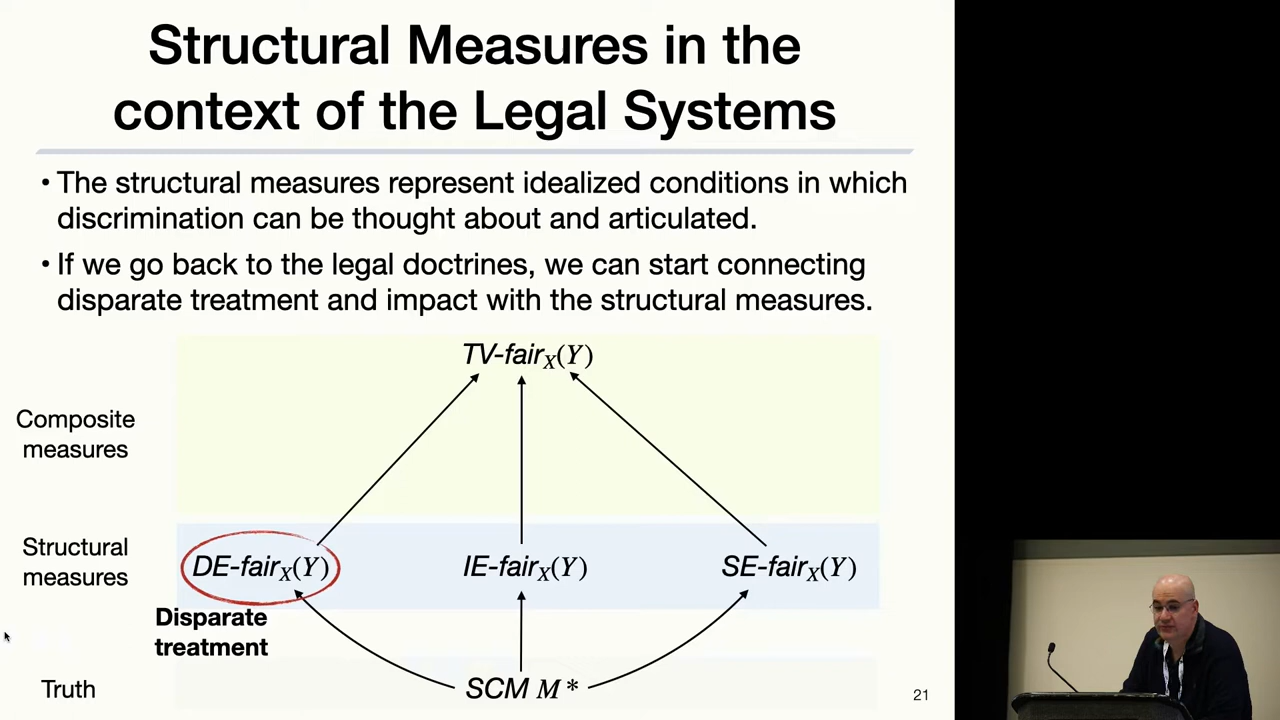 Structural Measures in the
context of the Legal Systems
• The structural measures represent idealized conditions in which
discrimination can be thought about and articulated.
• If we go back to the legal doctrines, we can start connecting
disparate treatment and impact with the structural measures.
TV-fairX(Y)
Composite
measures
Structural
measures
DE-fairX(Y)
IE-fairX(Y)
SE-fairX(Y)
Disparate
treatment
Truth
SCM M*
21